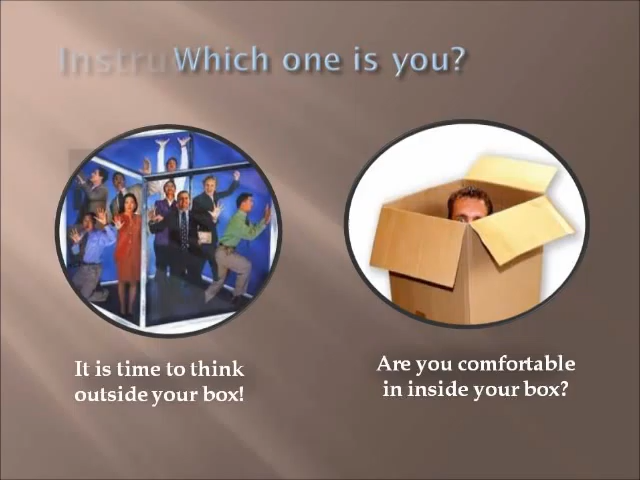 Which one is you?
It is time to think
outside your box!
Are you comfortable
in inside your box?